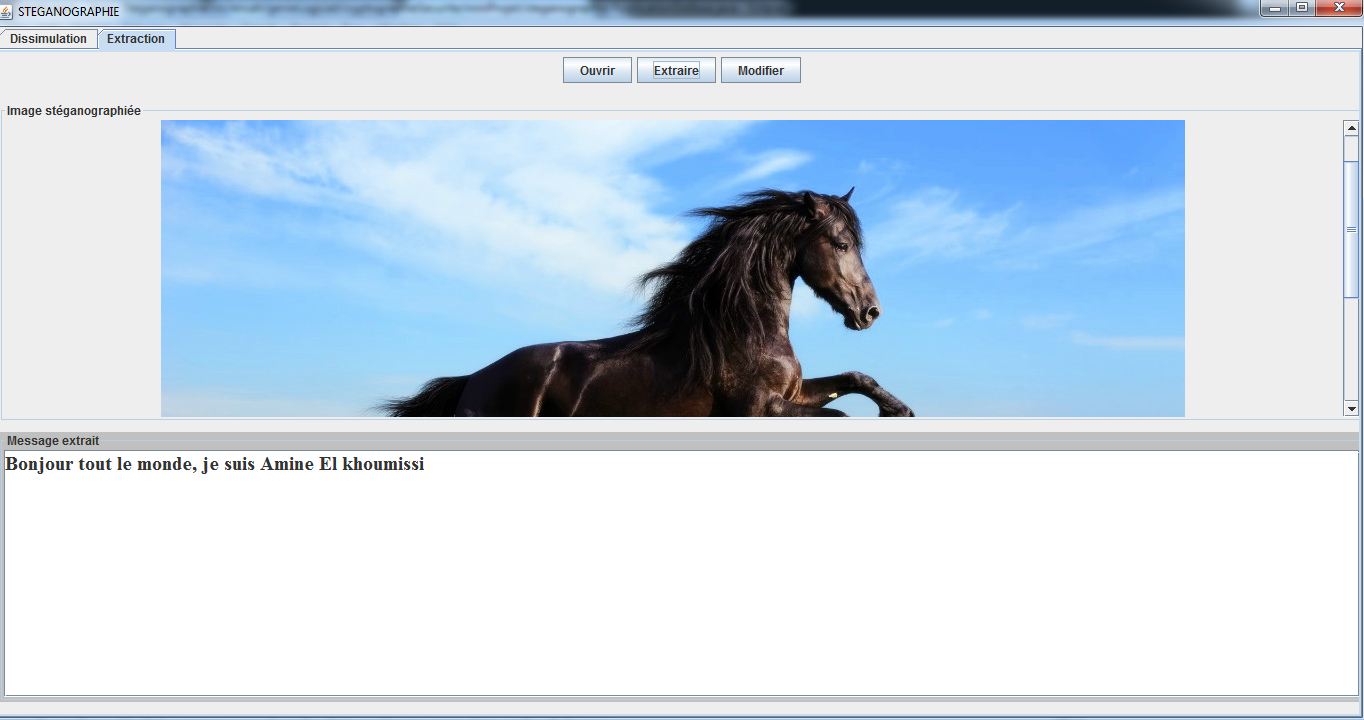 STEGANOGRAPHIE
Dissimulation Extraction
Ouvrir Extraire Modifier
Image stéganographiée
Message extrait
Bonjour tout le monde, je suis Amine El khoumissi